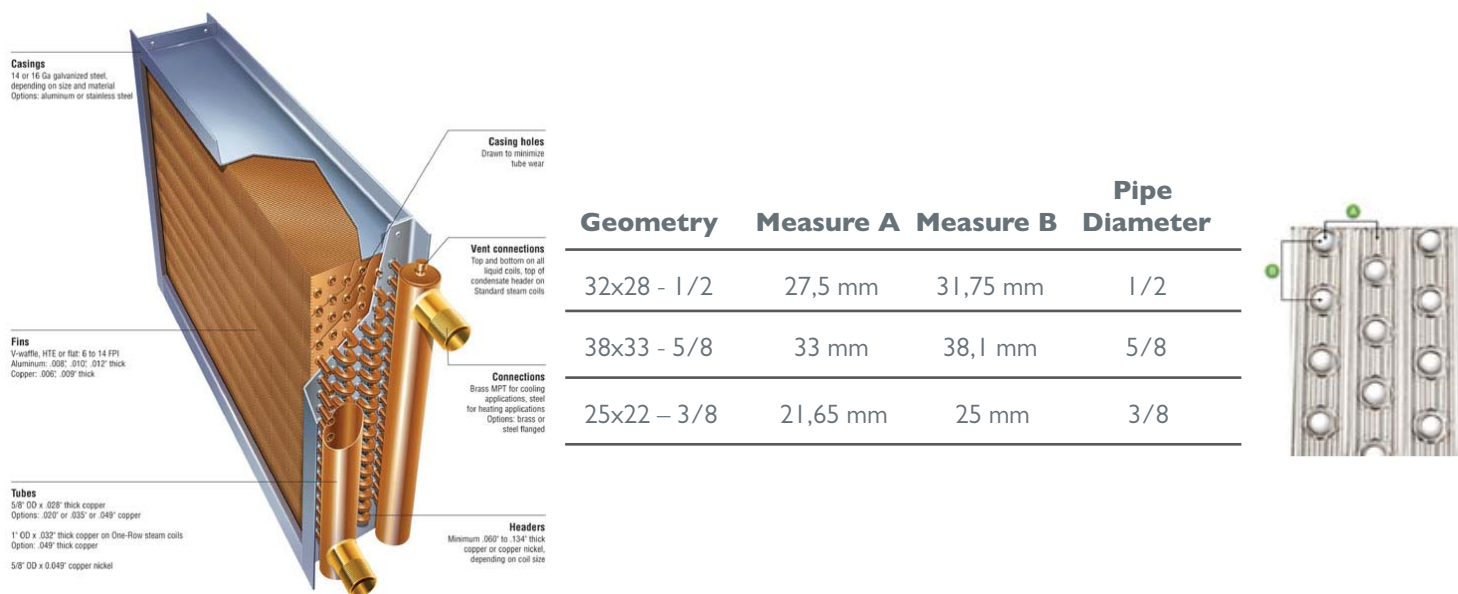 Casings
14 or 16 Ga galvanized steel,
depending on size and material
Options: aluminum or stainless steel
Casing holes
Drawn to minimize
tube wear
Vent connections
Top and bottom on all
liquid coils, top of
condensate header on
Standard steam coils
Fins
V-waffle, HTE or flat: 6 to 14 FPI
Aluminum: .008", .010", .012" thick
Copper: .006", .009" thick
Connections
Brass MPT for cooling
applications, steel
for heating applications
Options: brass or
steel flanged
Tubes
5/8" OD x .028" thick copper
Options: .020" or .035" or .049" copper
1" OD x .032" thick copper on One-Row steam coils
Option: .049" thick copper
5/8" OD x 0.049" copper nickel
Headers
Minimum .060" to .134" thick
copper or copper nickel,
depending on coil size
Pipe
Geometry Measure A Measure B Diameter
32x28 - 1/2 27,5 mm 31,75 mm 1/2
38x33 - 5/8 33 mm 38,1 mm 5/8
25x22 – 3/8 21,65 mm 25 mm 3/8
A
B